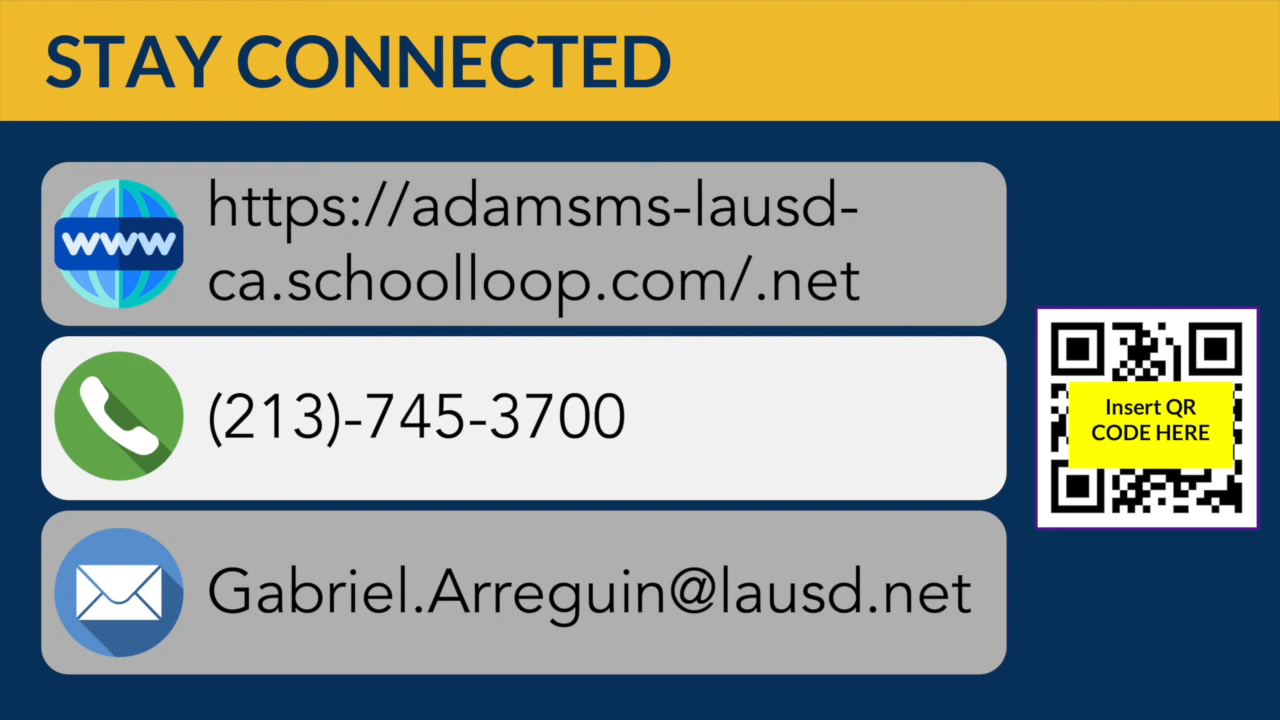 STAY CONNECTED
www
https://adamsms-lausd-
ca.schoolloop.com/.net
(213)-745-3700
Insert QR
CODE HERE
Gabriel.Arreguin@lausd.net